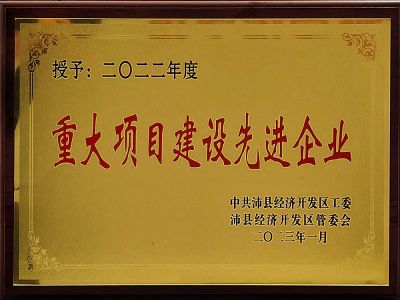 授予：二〇二二年度
重大项目建设先进企业
中共沛县经济开发区工委
沛县经济开发区管委会
二〇二三年一月